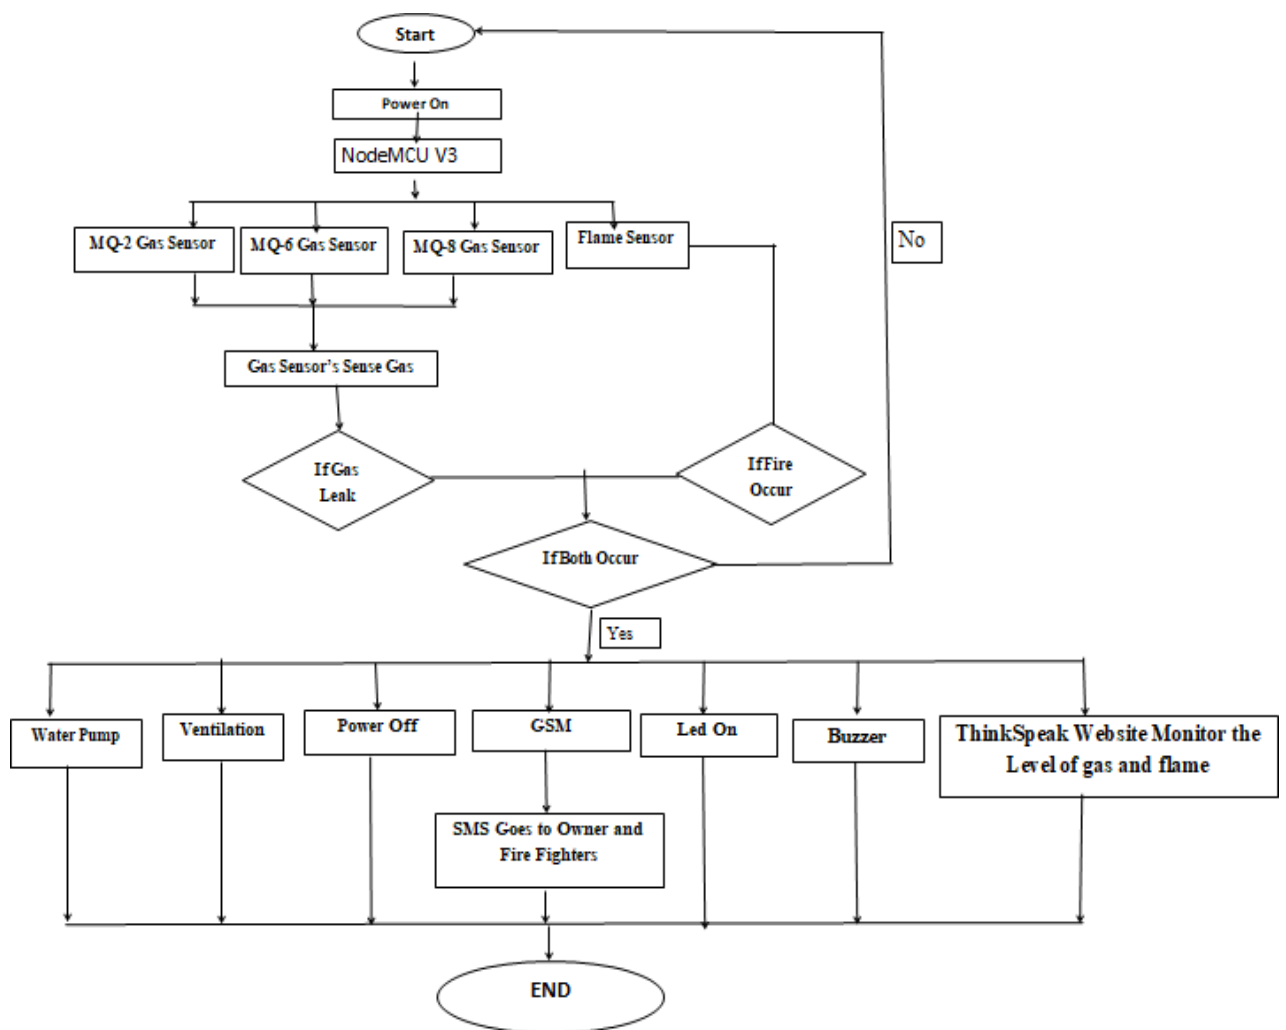 Start
Power On
NodeMCU V3
MQ-2 Gas Sensor
MQ-6 Gas Sensor
MQ-8 Gas Sensor
Flame Sensor
No
Gas Sensor's Sense Gas
If Gas
Leak
If Fire
Occur
If Both Occur
Yes
Water Pump
Ventilation
Power Off
GSM
Led On
Buzzer
ThinkSpeak Website Monitor the
Level of gas and flame
SMS Goes to Owner and
Fire Fighters
END